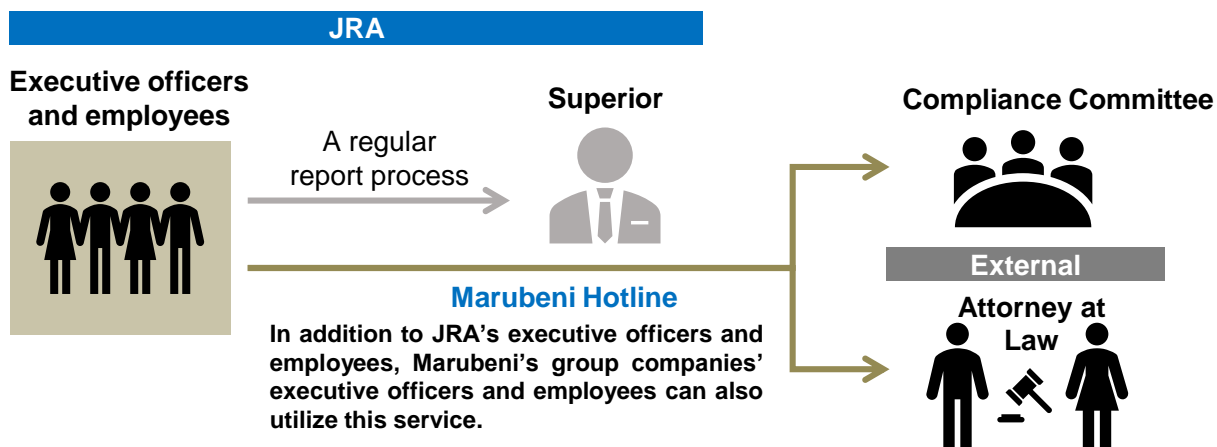 JRA
Executive officers
and employees
A regular
report process
Superior
Compliance Committee
External
Attorney at
Law
Marubeni Hotline
In addition to JRA’s executive officers and
employees, Marubeni’s group companies’
executive officers and employees can also
utilize this service.